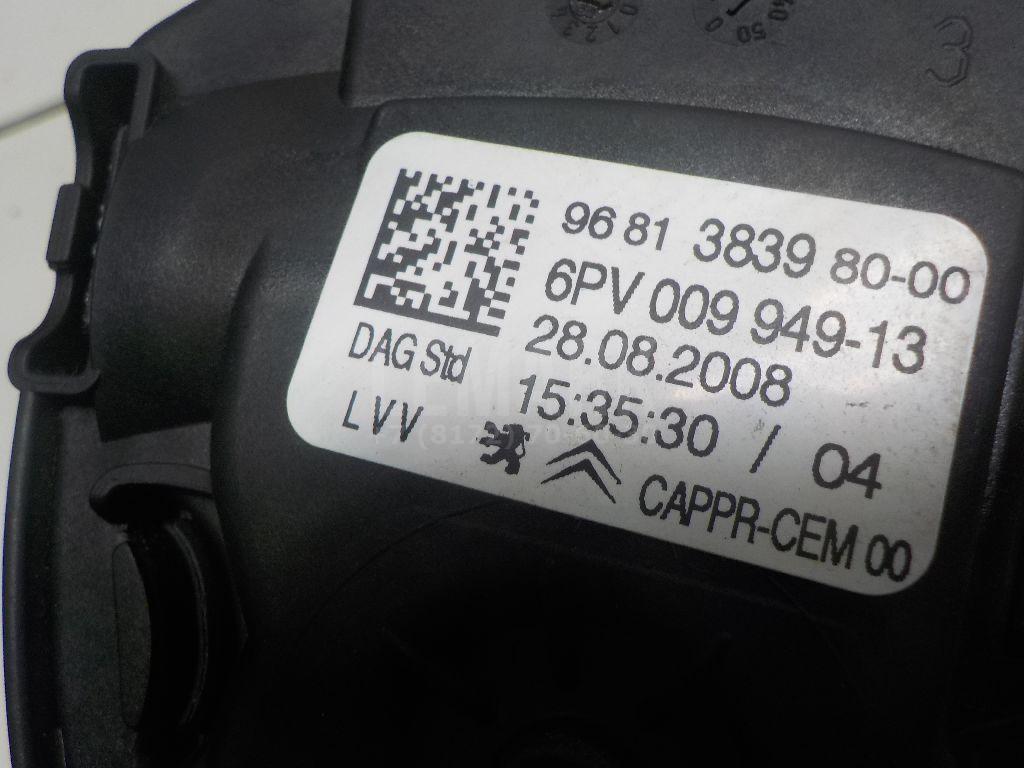 3
96 81 3839 80-00
6PV 009 949-13
28.08.2008
DAG Std
15:35:30 / 04
LVV
CAPPR-CEM 00